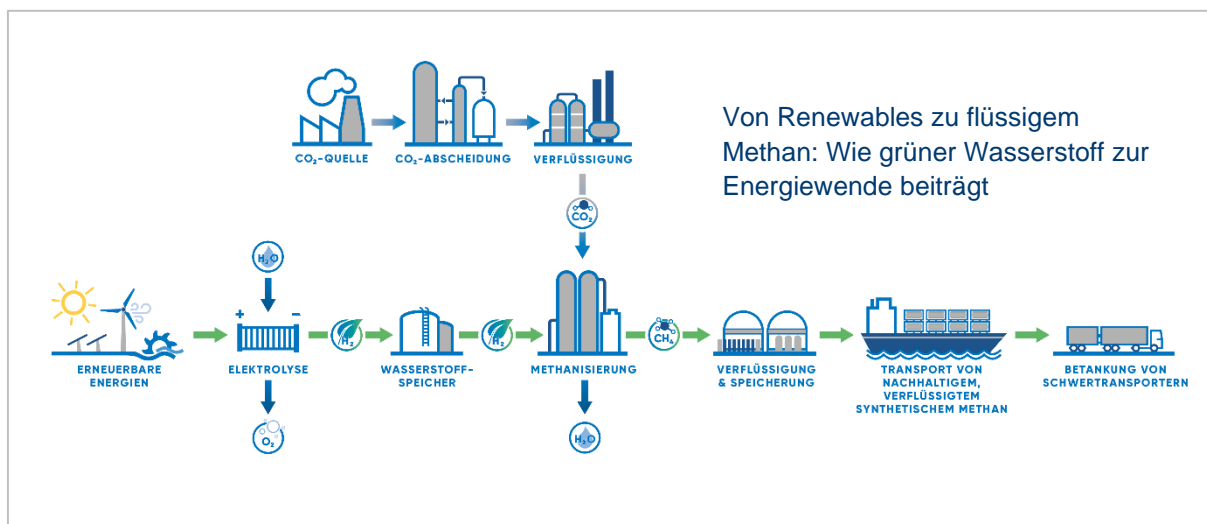 Von Renewables zu flüssigem
Methan: Wie grüner Wasserstoff zur
Energiewende beiträgt
CO₂-QUELLE
CO₂-ABSCHEIDUNG
VERFLÜSSIGUNG
CO₂
H₂O
+ −
H₂
H₂
CH₄
ERNEUERBARE
ENERGIEN
ELEKTROLYSE
WASSERSTOFF-
SPEICHER
METHANISIERUNG
VERFLÜSSIGUNG
& SPEICHERUNG
TRANSPORT VON
NACHHALTIGEM,
VERFLÜSSIGTEM
SYNTHETISCHEM METHAN
BETANKUNG VON
SCHWERTRANSPORTERN
O₂
H₂O